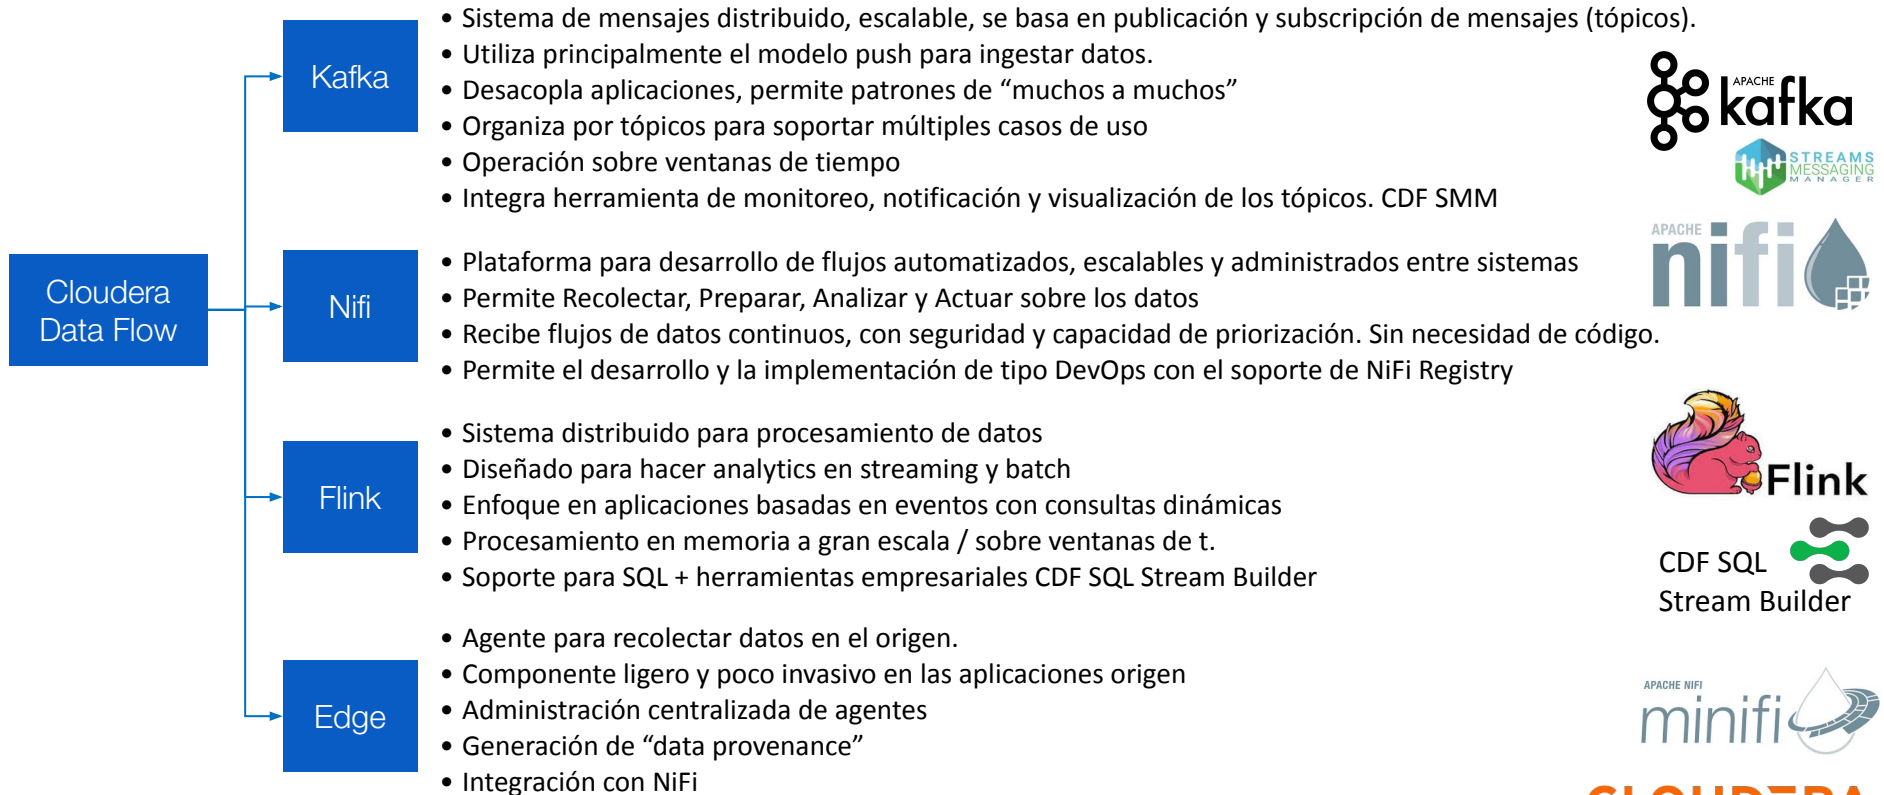 Cloudera
Data Flow
Kafka
• Sistema de mensajes distribuido, escalable, se basa en publicación y subscripción de mensajes (tópicos).
• Utiliza principalmente el modelo push para ingestar datos.
• Desacopla aplicaciones, permite patrones de “muchos a muchos”
• Organiza por tópicos para soportar múltiples casos de uso
• Operación sobre ventanas de tiempo
• Integra herramienta de monitoreo, notificación y visualización de los tópicos. CDF SMM
APACHE
kafka
STREAMS
MESSAGING
MANAGER
Nifi
• Plataforma para desarrollo de flujos automatizados, escalables y administrados entre sistemas
• Permite Recolectar, Preparar, Analizar y Actuar sobre los datos
• Recibe flujos de datos continuos, con seguridad y capacidad de priorización. Sin necesidad de código.
• Permite el desarrollo y la implementación de tipo DevOps con el soporte de NiFi Registry
APACHE
nifi
Flink
• Sistema distribuido para procesamiento de datos
• Diseñado para hacer analytics en streaming y batch
• Enfoque en aplicaciones basadas en eventos con consultas dinámicas
• Procesamiento en memoria a gran escala / sobre ventanas de t.
• Soporte para SQL + herramientas empresariales CDF SQL Stream Builder
Flink
CDF SQL
Stream Builder
Edge
• Agente para recolectar datos en el origen.
• Componente ligero y poco invasivo en las aplicaciones origen
• Administración centralizada de agentes
• Generación de “data provenance”
• Integración con NiFi
APACHE NIFI
minifi
CLOUDERA